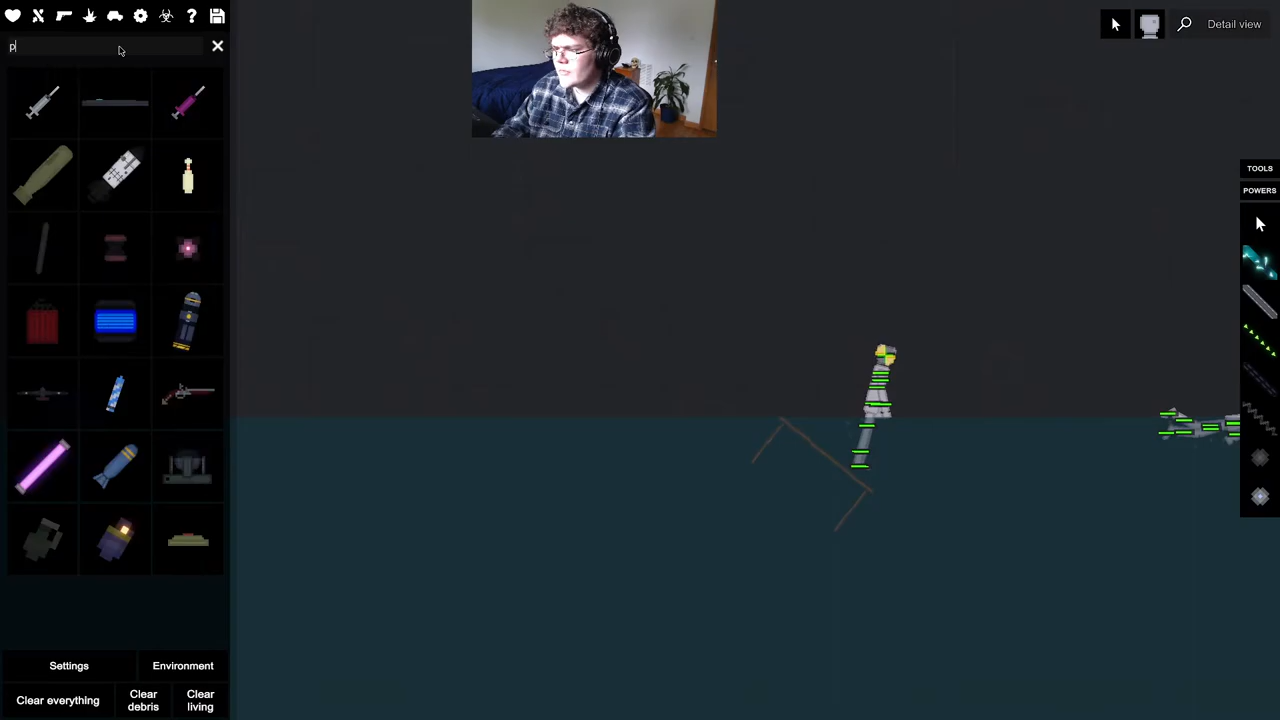 p
Detail view
TOOLS
POWERS
Settings
Environment
Clear everything
Clear debris
Clear living